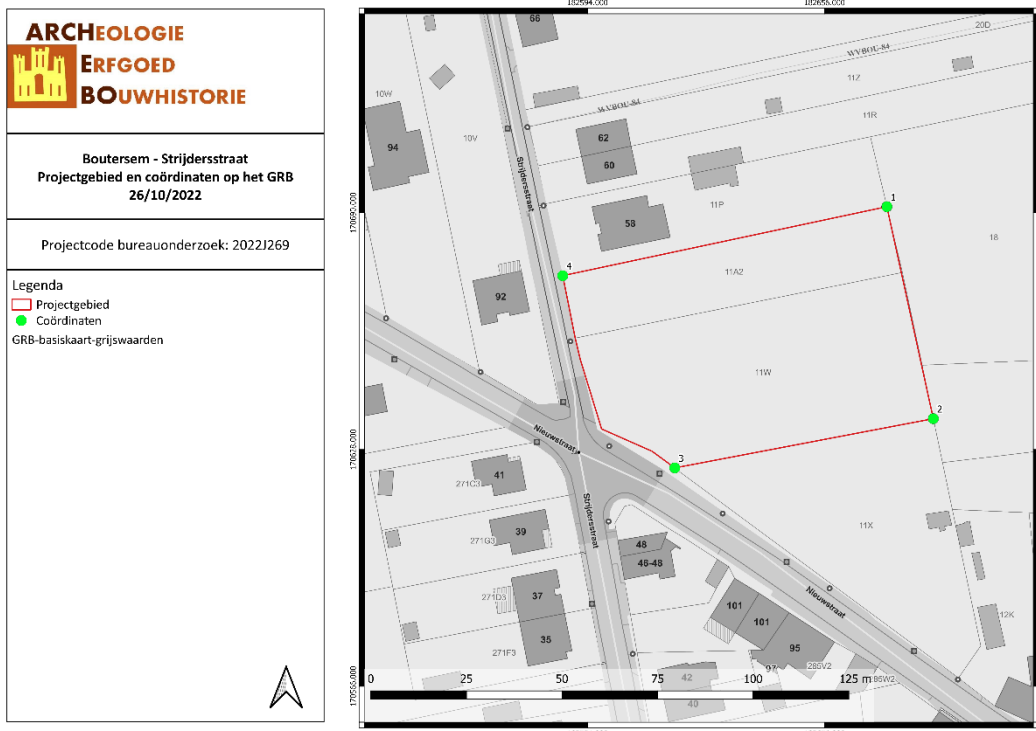 ARCHEOLOGIE
ERFGOED
BOUWHISTORIE
Boutersem - Strijdersstraat
Projectgebied en coördinaten op het GRB
26/10/2022
Projectcode bureauonderzoek: 2022J269
Legenda
Projectgebied
Coördinaten
GRB-basiskaart-grijswaarden
182594.000
182656.000
66
20D
WVBOU-84
11Z
10W
WVBOU-84
11R
94
10V
62
60
Strijdersstraat
170690.000
11P
1
58
18
4
11A2
92
11W
2
Nieuwstraat
3
170628.000
41
271C3
Strijdersstraat
11X
39
271G3
48
46-48
37
271D3
101
101
Nieuwstraat
12K
35
95
271F3
97
285V2
42
40
170566.000
0
25
50
75
100
125 m